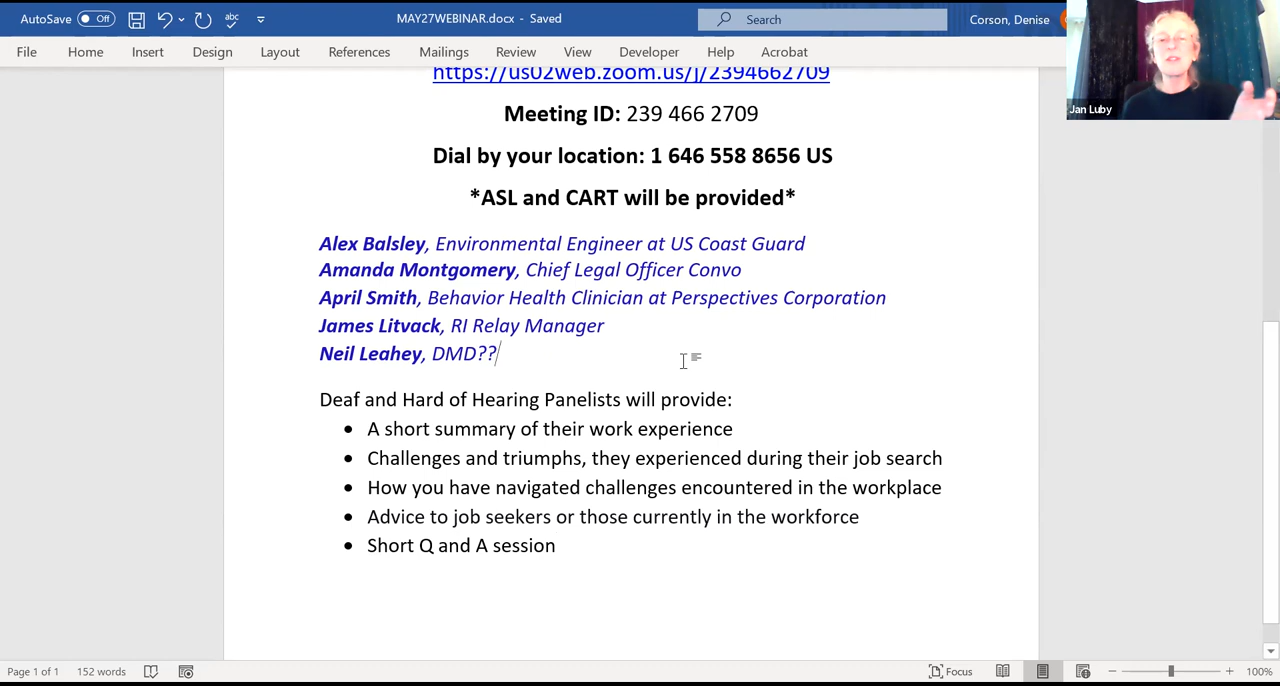 AutoSave Off MAY27WEBINAR.docx - Saved Search Corson, Denise
File Home Insert Design Layout References Mailings Review View Developer Help Acrobat
https://us02web.zoom.us/j/2394662709
Jan Luby
Meeting ID: 239 466 2709
Dial by your location: 1 646 558 8656 US
*ASL and CART will be provided*
Alex Balsley, Environmental Engineer at US Coast Guard
Amanda Montgomery, Chief Legal Officer Convo
April Smith, Behavior Health Clinician at Perspectives Corporation
James Litvack, RI Relay Manager
Neil Leahey, DMD??
Deaf and Hard of Hearing Panelists will provide:
• A short summary of their work experience
• Challenges and triumphs, they experienced during their job search
• How you have navigated challenges encountered in the workplace
• Advice to job seekers or those currently in the workforce
• Short Q and A session
Page 1 of 1 152 words Focus 100%